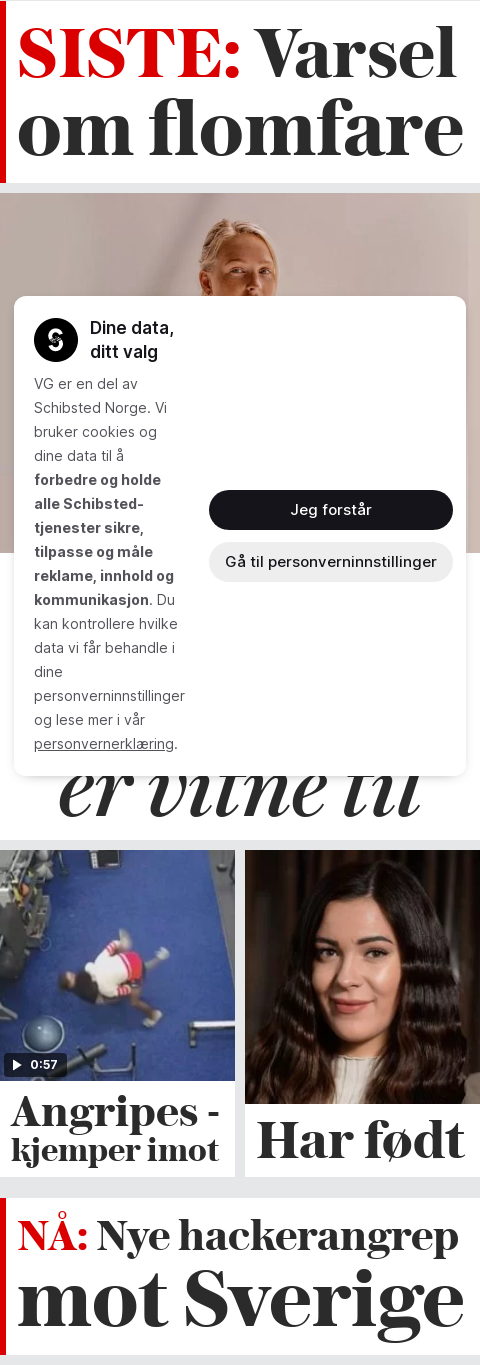 SISTE: Varsel
om flomfare
Dine data,
ditt valg
VG er en del av
Schibsted Norge. Vi
bruker cookies og
dine data til å
forbedre og holde
alle Schibsted-
tjenester sikre,
tilpasse og måle
reklame, innhold og
kommunikasjon. Du
kan kontrollere hvilke
data vi får behandle i
dine
personverninnstillinger
og lese mer i vår
personvernerklæring.
Jeg forstår
Gå til personverninnstillinger
er vitne til
0:57
Angripes -
kjemper imot
Har født
NÅ: Nye hackerangrep
mot Sverige